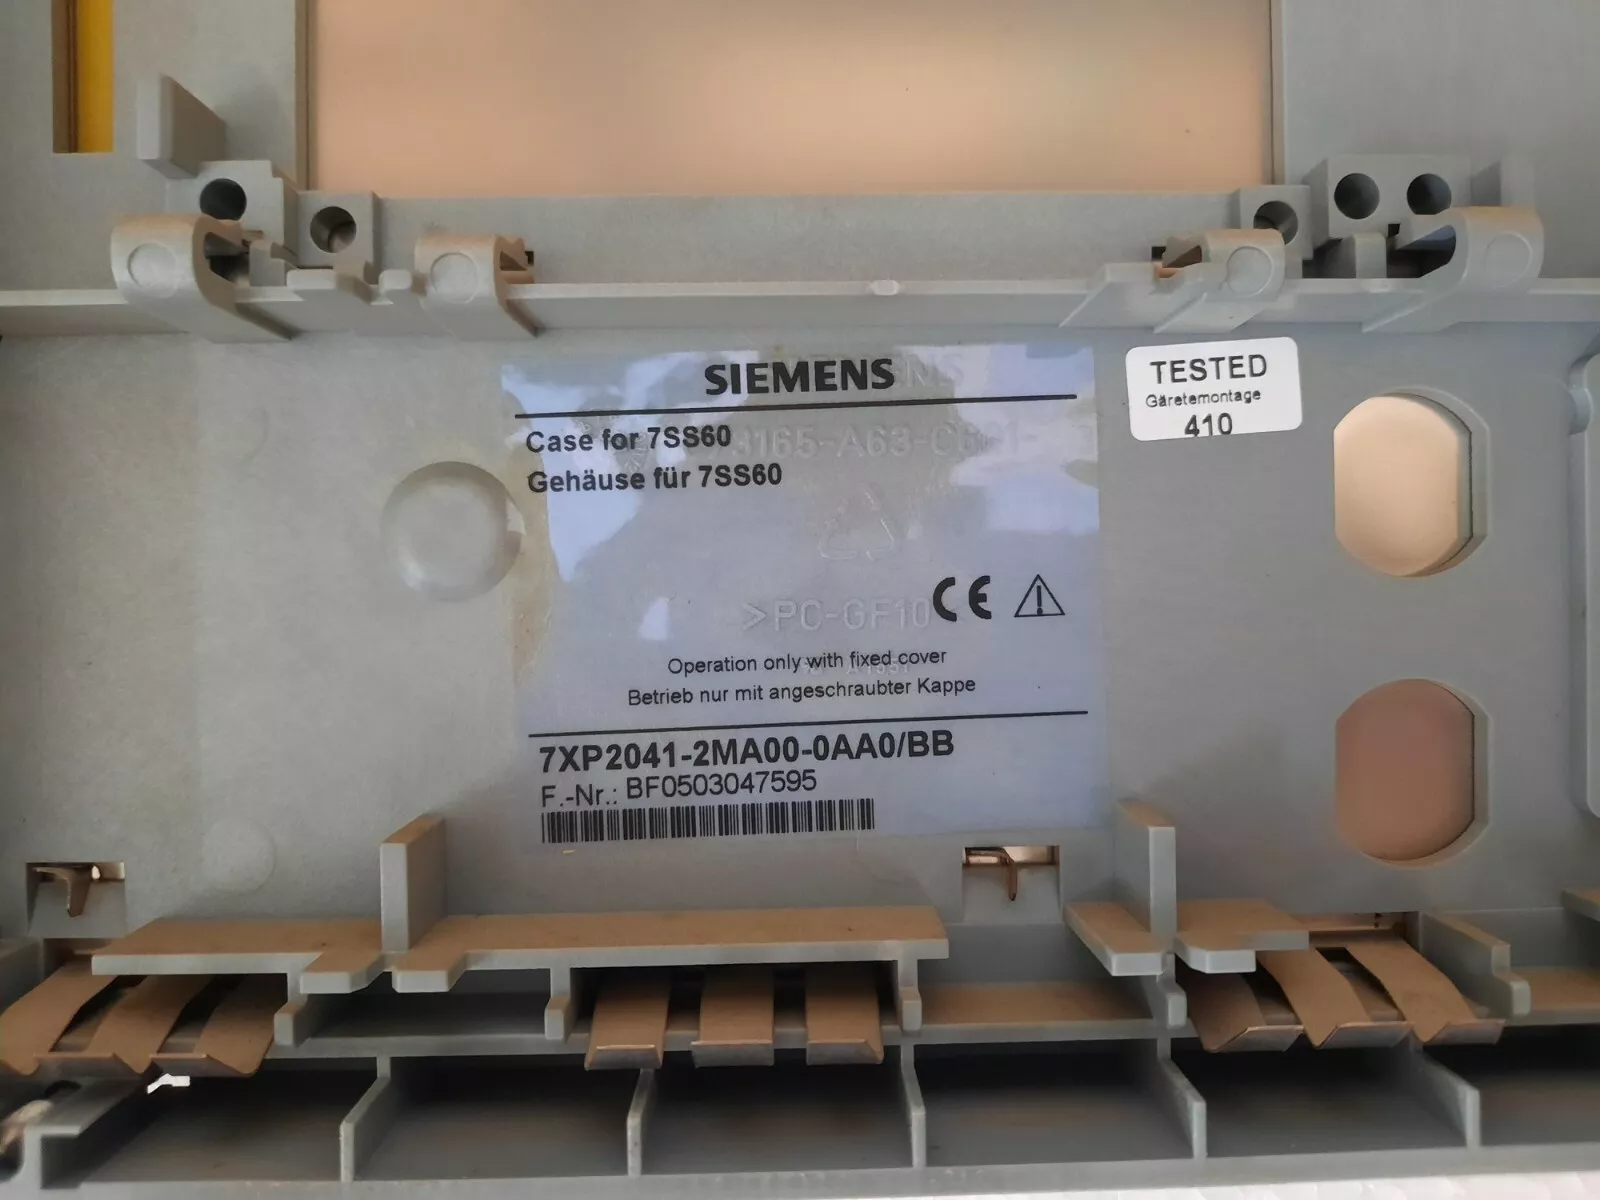 SIEMENS
Case for 7SS60
Gehäuse für 7SS60
TESTED
Gäretemontage
410
>PC-GF10
CE
Operation only with fixed cover
Betrieb nur mit angeschraubter Kappe
7XP2041-2MA00-0AA0/BB
F.-Nr.: BF0503047595